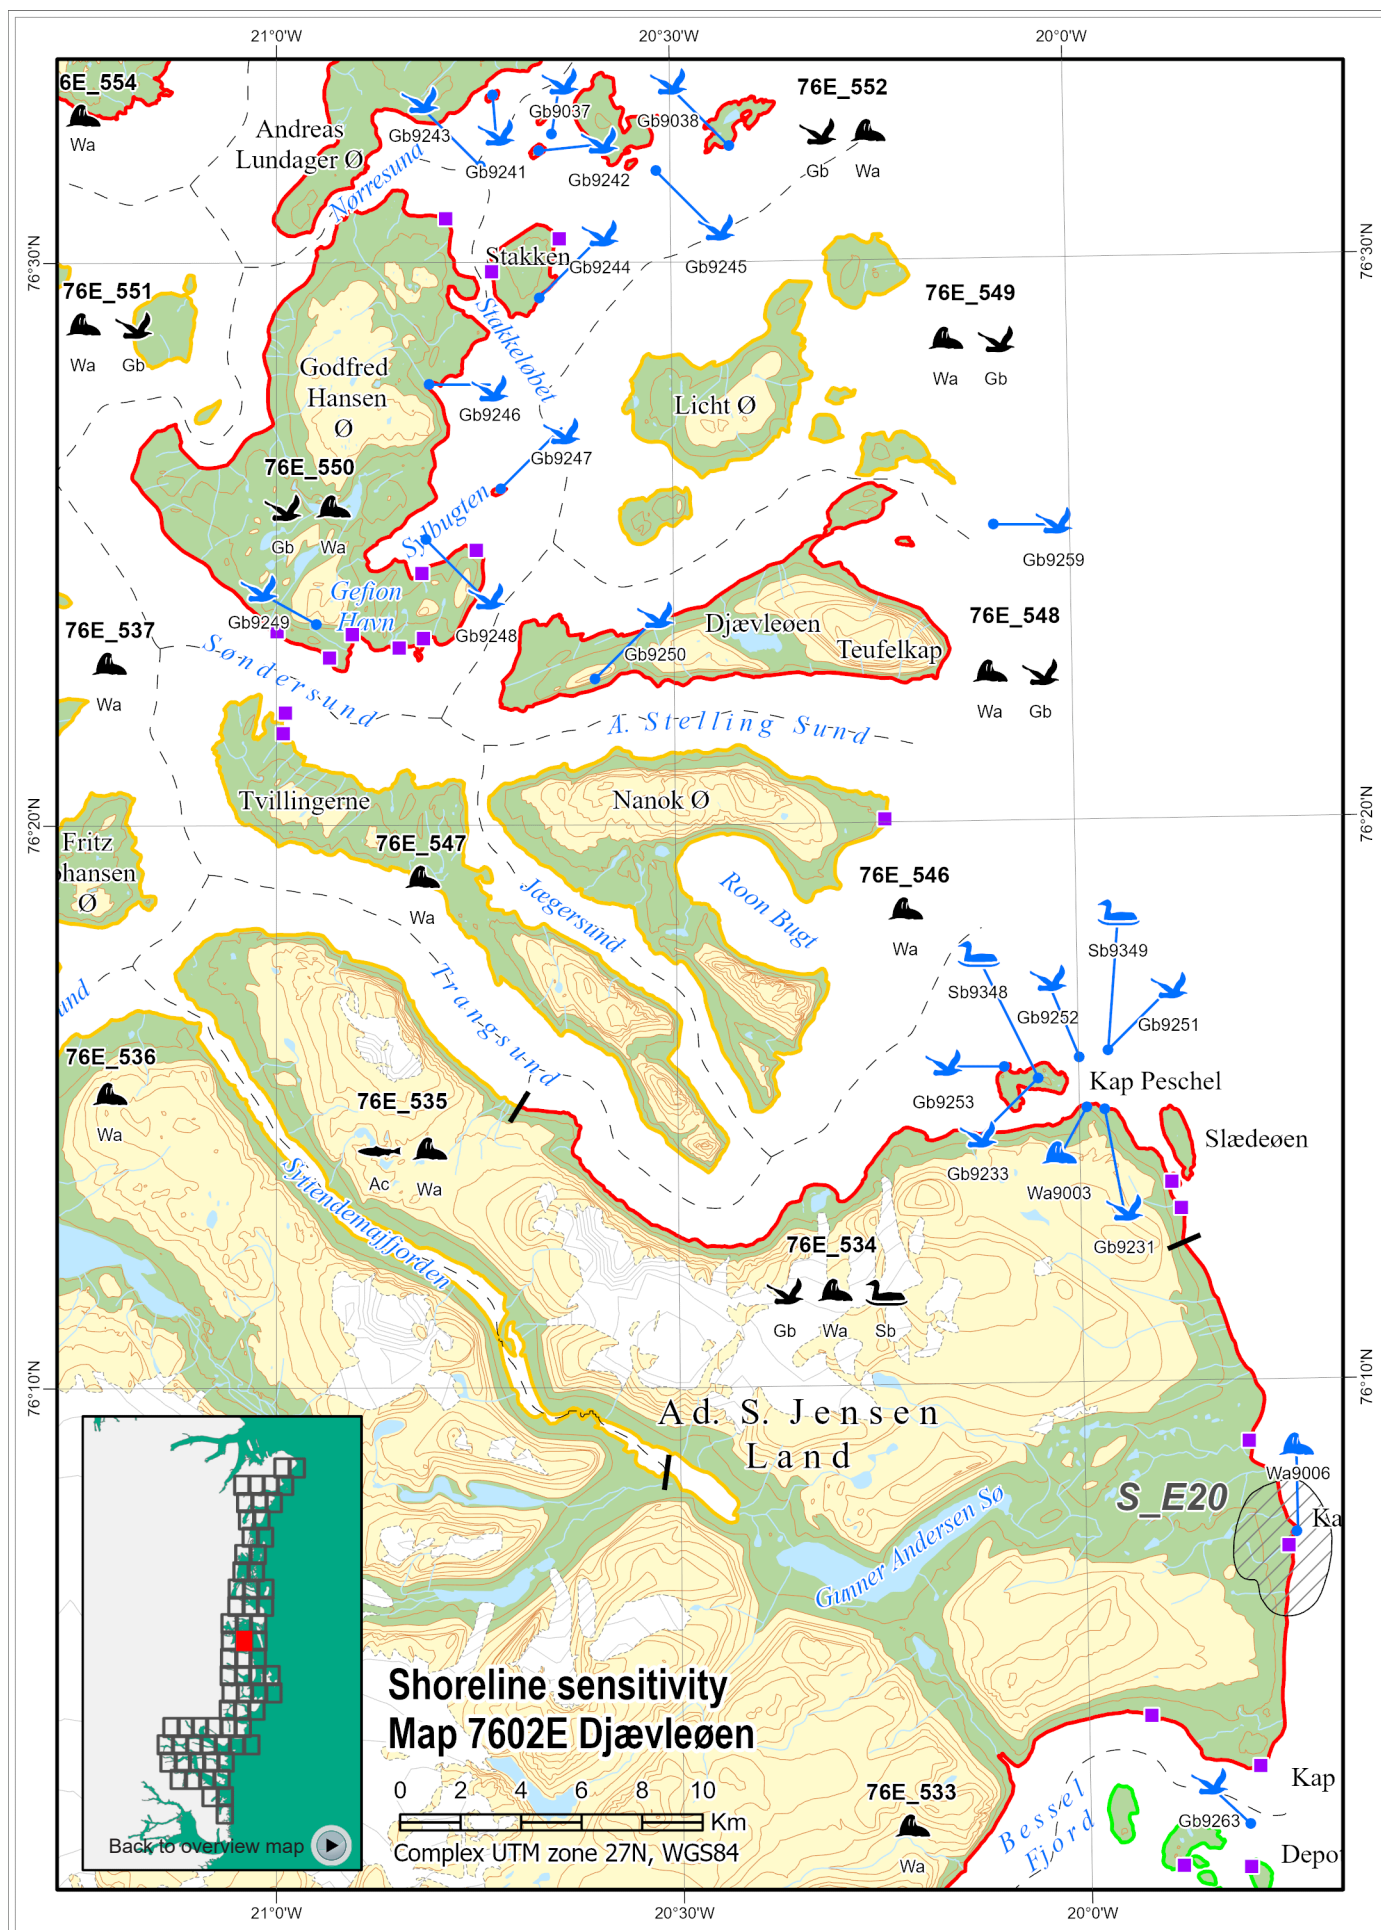 21°0'W
20°30'W
20°0'W
6E_554
Wa
Andreas
Lundager Ø
Gb9243
Gb9241
Gb9037
Gb9242
Gb9038
76E_552
Gb
Wa
Nørresund
Stakken
Gb9244
Gb9245
76°30'N
76°30'N
76E_551
Wa
Gb
76E_549
Wa
Gb
Stakkeløbet
Godfred
Hansen
Ø
Gb9246
Licht Ø
Gb9247
76E_550
Gb
Wa
Sylbugten
Gb9259
Gefion
Havn
Gb9249
Gb9248
Gb9250
Djævleøen
Teufelkap
76E_548
Wa
Gb
76E_537
Wa
Søndersund
A. Stelling Sund
Tvillingerne
Nanok Ø
76°20'N
76°20'N
Fritz
hansen
Ø
76E_547
Wa
Jægersund
Roon Bugt
76E_546
Wa
Sb9349
Sb9348
Gb9252
Gb9251
Trangsund
und
76E_536
Wa
76E_535
Ac
Wa
Gb9253
Kap Peschel
Slædeøen
Gb9233
Wa9003
Gb9231
Syttendemajfjorden
76E_534
Gb
Wa
Sb
76°10'N
76°10'N
Ad. S. Jensen
Land
Wa9006
S_E20
Ka
Gunner Andersen Sø
Shoreline sensitivity
Map 7602E Djævleøen
0 2 4 6 8 10
Km
Complex UTM zone 27N, WGS84
Back to overview map
76E_533
Wa
Bessel
Fjord
Kap
Gb9263
Depo
21°0'W
20°30'W
20°0'W